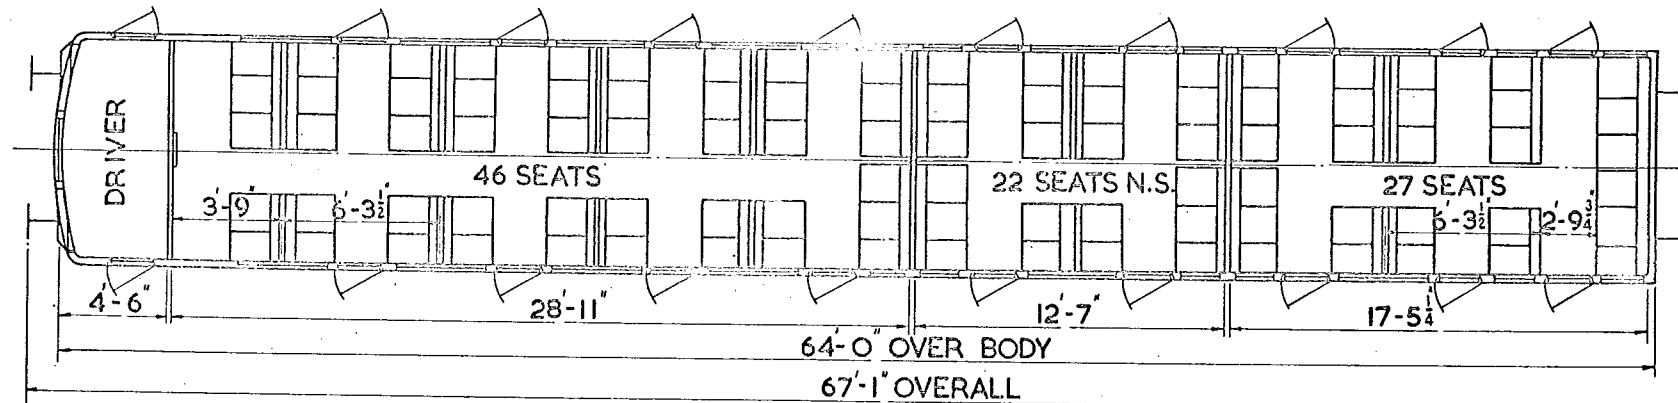 DRIVER
46 SEATS
22 SEATS N.S.
27 SEATS
3'-9"
6'-3½"
6'-3½"
2'-9¾"
4'-6"
28'-11"
12'-7"
17-5¼"
64'-0" OVER BODY
67'-1" OVERALL